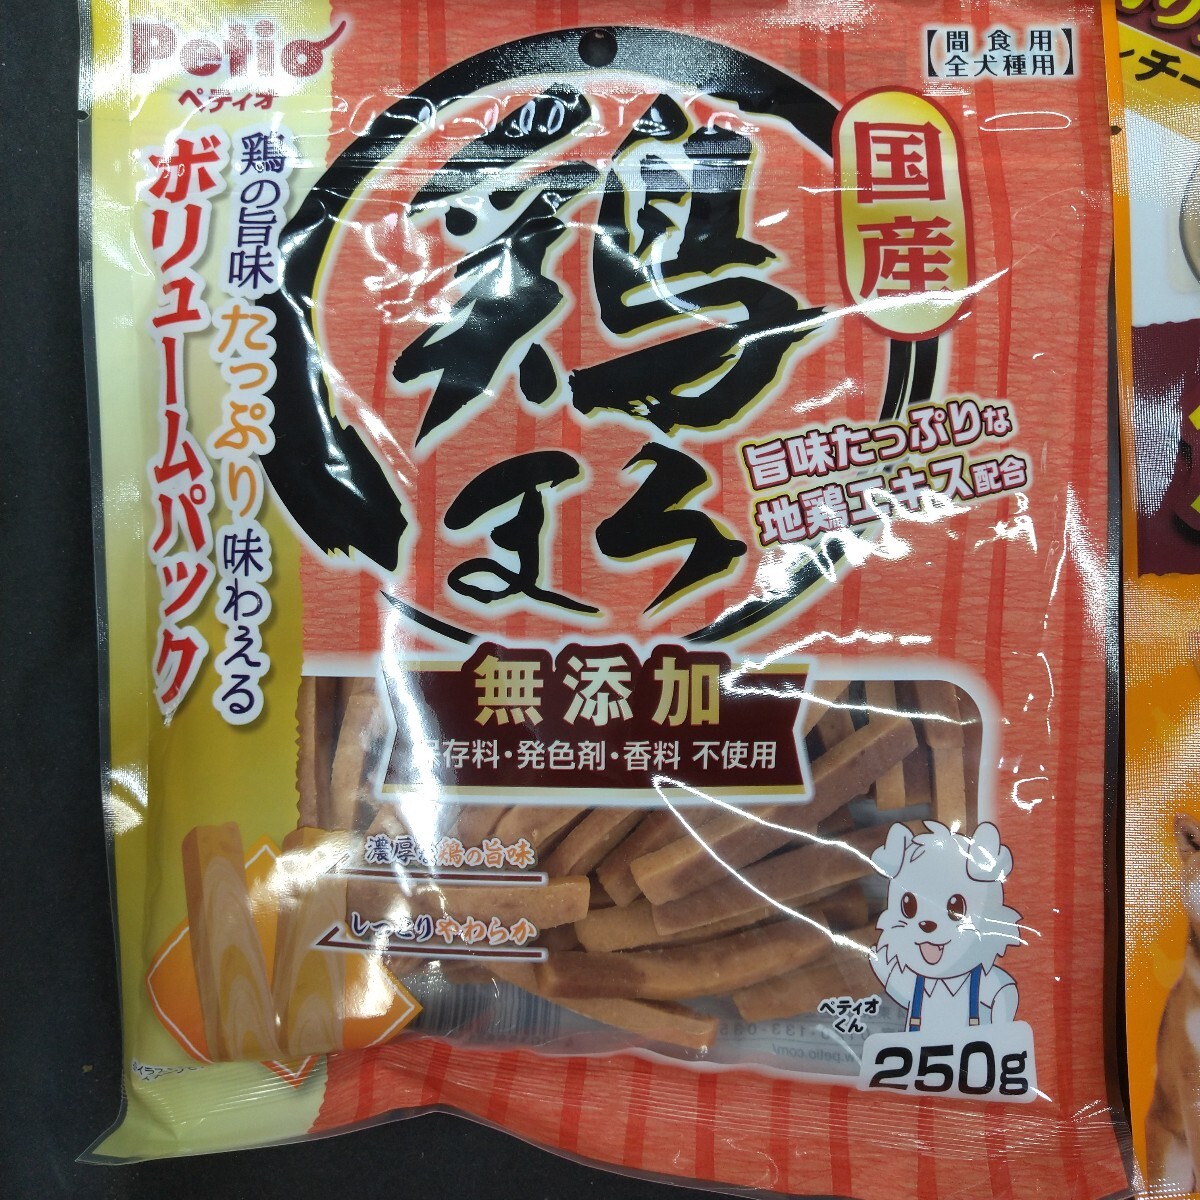 Petio
ペティオ
鶏の旨味たっぷり味わえる
ボリュームパック
【間食用
全犬種用】
国産
鶏
まろ
旨味たっぷりな
地鶏エキス配合
無添加
保存料・発色剤・香料 不使用
濃厚な鶏の旨味
しっとりやわらか
ペティオ
くん
250g